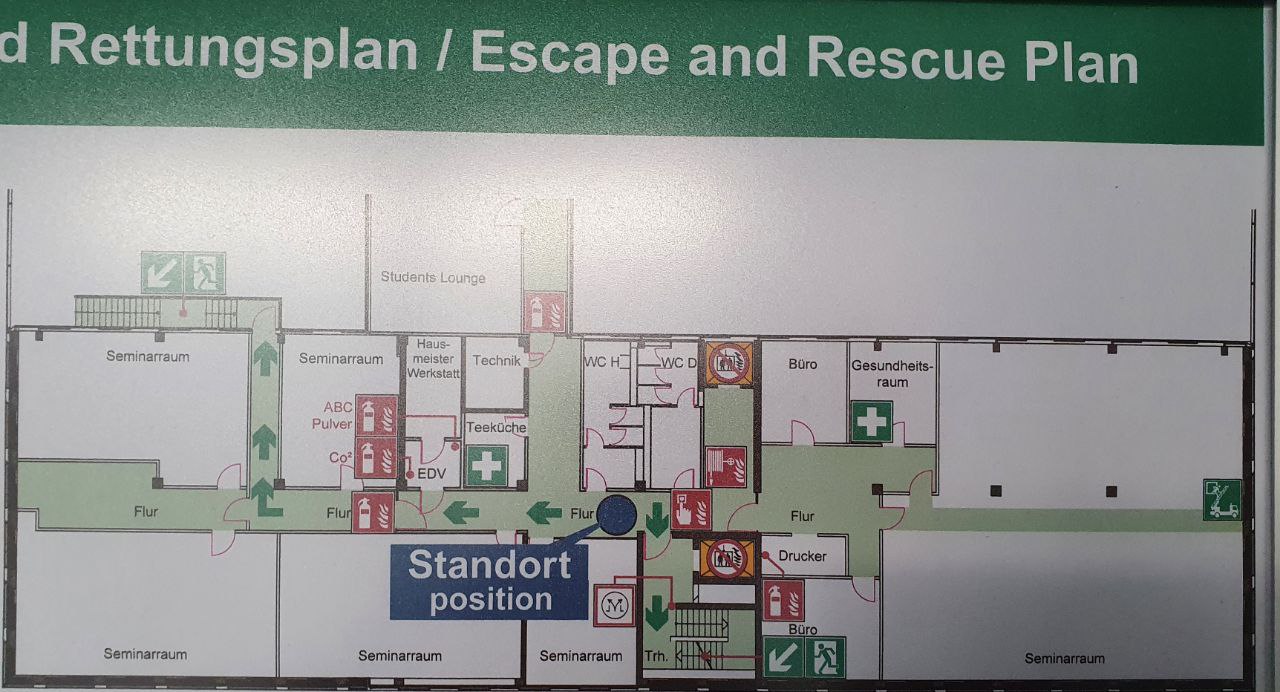 d Rettungsplan / Escape and Rescue Plan
Students Lounge
Seminarraum
Seminarraum
Haus-
meister
Werkstatt
Technik
WC H
WC D
Büro
Gesundheits-
raum
ABC
Pulver
Co²
Teeküche
EDV
Flur
Flur
Flur
Flur
Standort
position
Drucker
Büro
Seminarraum
Seminarraum
Seminarraum
Trh.
Seminarraum